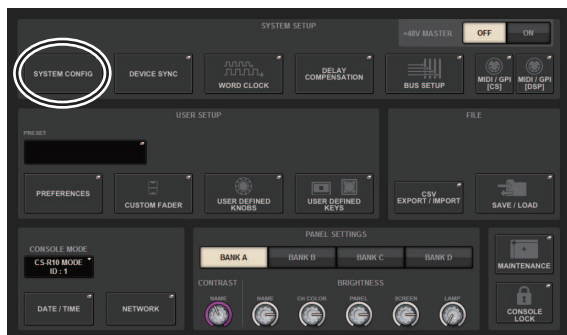 SYSTEM SETUP
+48V MASTER
OFF
ON
SYSTEM CONFIG
DEVICE SYNC
WORD CLOCK
DELAY
COMPENSATION
BUS SETUP
MIDI / GPI
[CS]
MIDI / GPI
[DSP]
USER SETUP
PRESET
PREFERENCES
CUSTOM FADER
USER DEFINED
KNOBS
USER DEFINED
KEYS
FILE
CSV
EXPORT / IMPORT
SAVE / LOAD
CONSOLE MODE
CS-R10 MODE
ID : 1
DATE / TIME
NETWORK
PANEL SETTINGS
BANK A
BANK B
BANK C
BANK D
CONTRAST
BRIGHTNESS
NAME
NAME
CH COLOR
PANEL
SCREEN
LAMP
MAINTENANCE
CONSOLE
LOCK